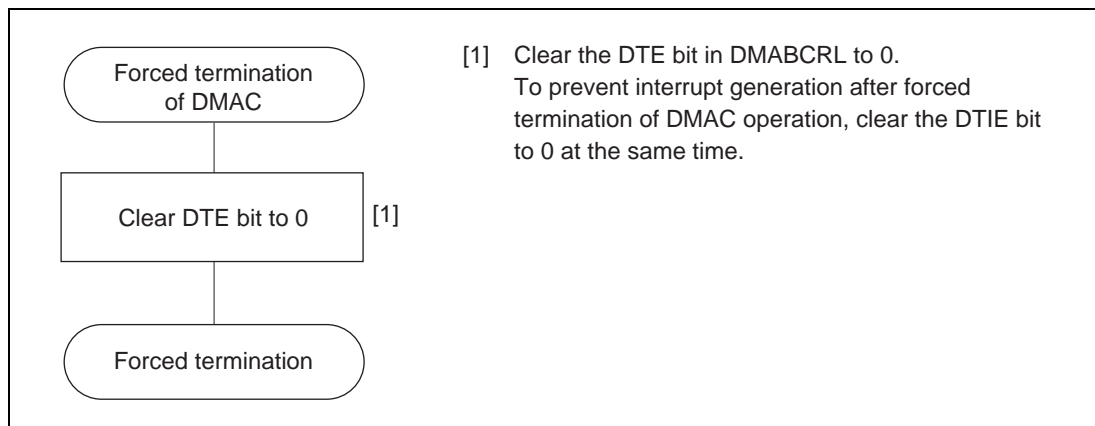 Forced termination
of DMAC
Clear DTE bit to 0
[1]
Forced termination
[1] Clear the DTE bit in DMABCRL to 0.
To prevent interrupt generation after forced
termination of DMAC operation, clear the DTIE bit
to 0 at the same time.